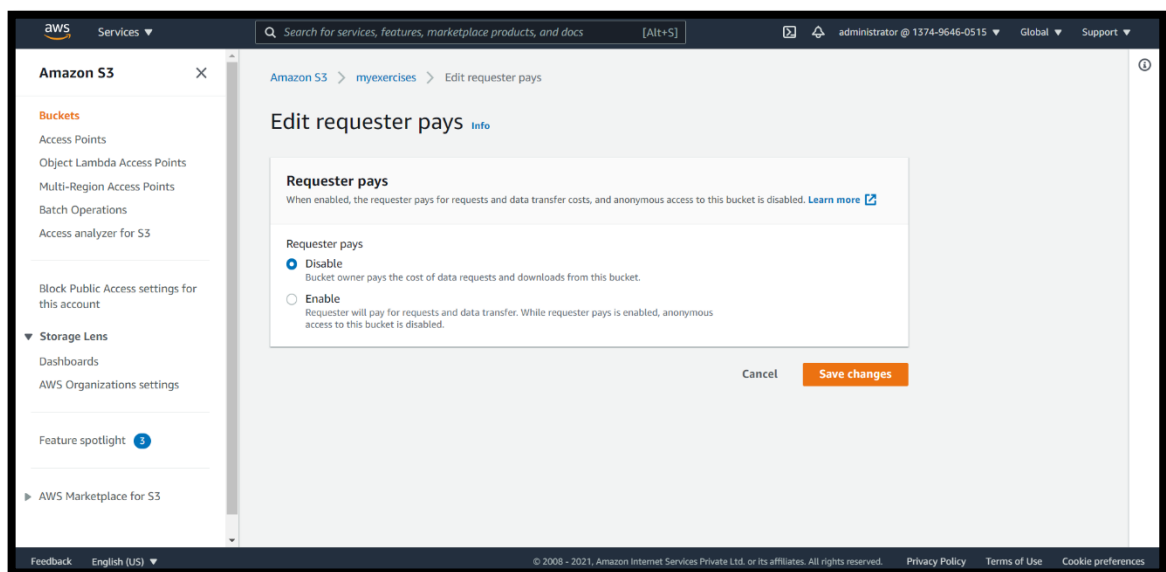 aws
Services ▼
Search for services, features, marketplace products, and docs [Alt+S]
administrator @ 1374-9646-0515 ▼
Global ▼
Support ▼
Amazon S3
Buckets
Access Points
Object Lambda Access Points
Multi-Region Access Points
Batch Operations
Access analyzer for S3
Block Public Access settings for
this account
▼ Storage Lens
Dashboards
AWS Organizations settings
Feature spotlight 3
▶ AWS Marketplace for S3
Amazon S3 > myexercises > Edit requester pays
Edit requester pays Info
Requester pays
When enabled, the requester pays for requests and data transfer costs, and anonymous access to this bucket is disabled. Learn more
Requester pays
Disable
Bucket owner pays the cost of data requests and downloads from this bucket.
Enable
Requester will pay for requests and data transfer. While requester pays is enabled, anonymous
access to this bucket is disabled.
Cancel
Save changes
Feedback
English (US) ▼
© 2008 - 2021, Amazon Internet Services Private Ltd. or its affiliates. All rights reserved.
Privacy Policy
Terms of Use
Cookie preferences